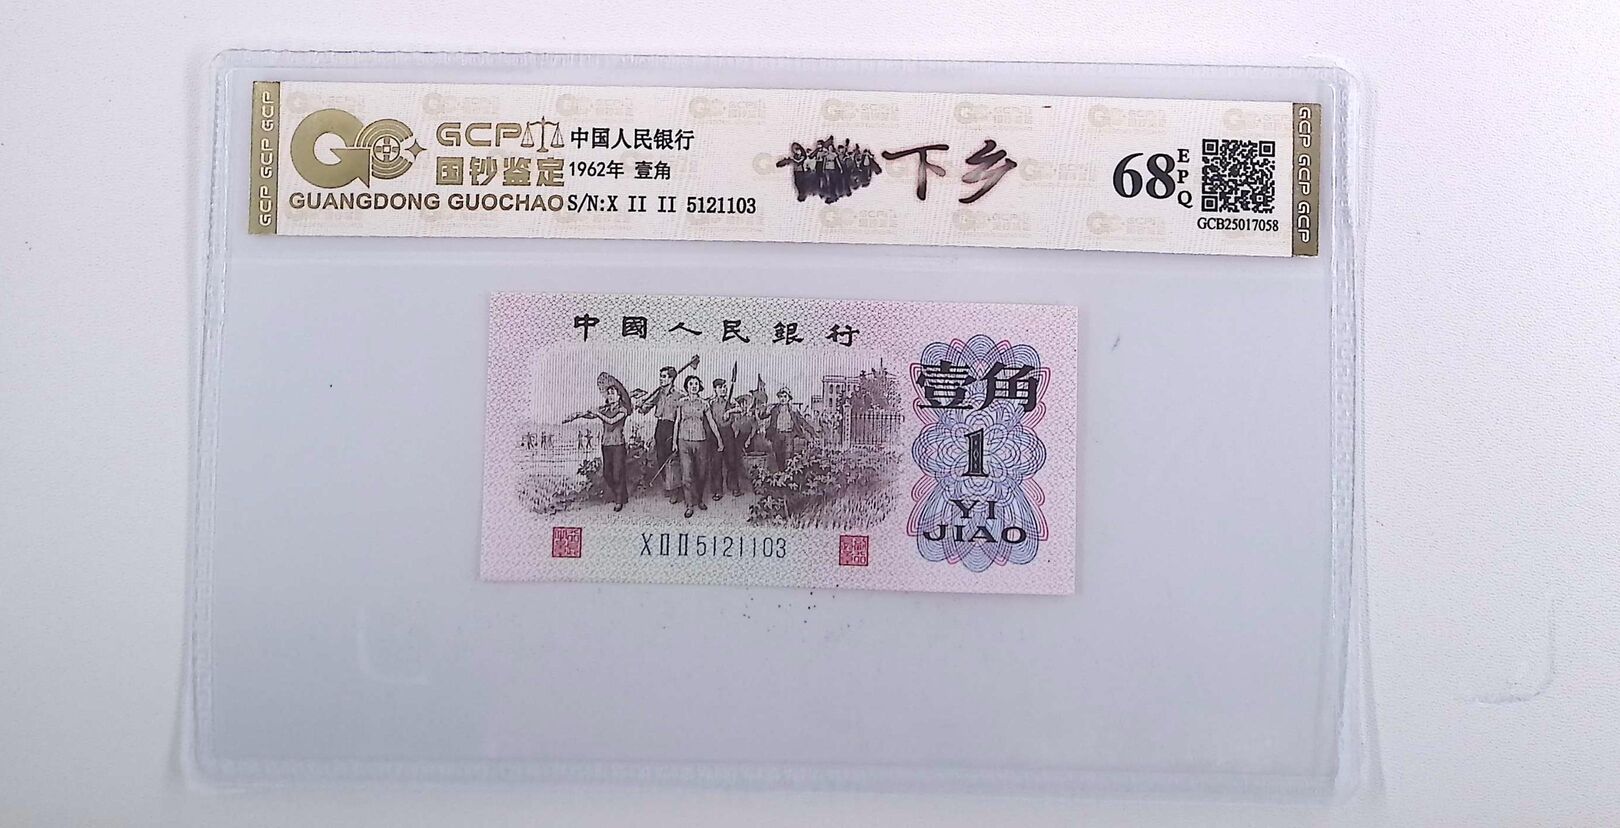 GCP GCP GCP
GCP
国钞鉴定
GUANGDONG GUOCHAO
中国人民银行
1962年 壹角
S/N:X II II 5121103
下乡
68
EPQ
GCB25017058
GCP GCP GCP
中國人民銀行
壹角
1
YI
JIAO
X II II 5121103